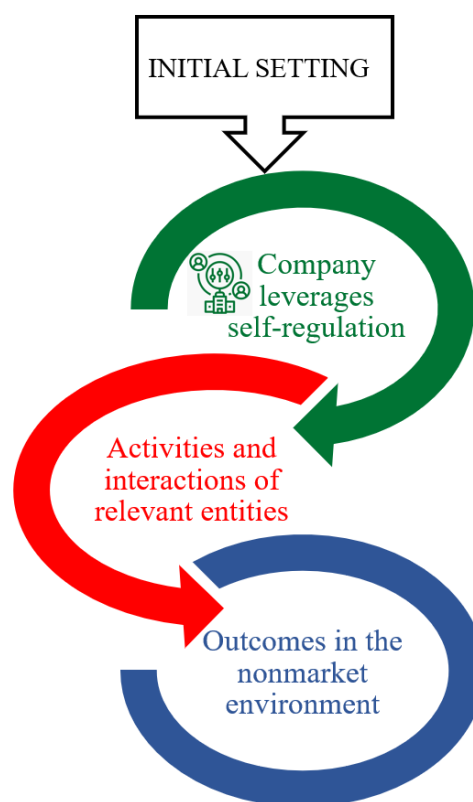 INITIAL SETTING
Company
leverages
self-regulation
Activities and
interactions of
relevant entities
Outcomes in the
nonmarket
environment